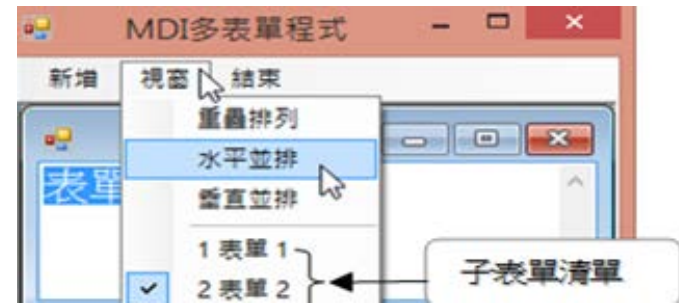 MDI多表單程式
新增 視窗 結束
重疊排列
水平並排
垂直並排
1 表單 1
2 表單 2
表單
子表單清單